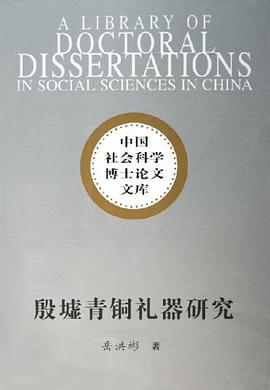 A LIBRARY OF
DOCTORAL
DISSERTATIONS
IN SOCIAL SCIENCES IN CHINA
中国
社会科学
博士论文
文库
殷墟青铜礼器研究
岳洪彬 著